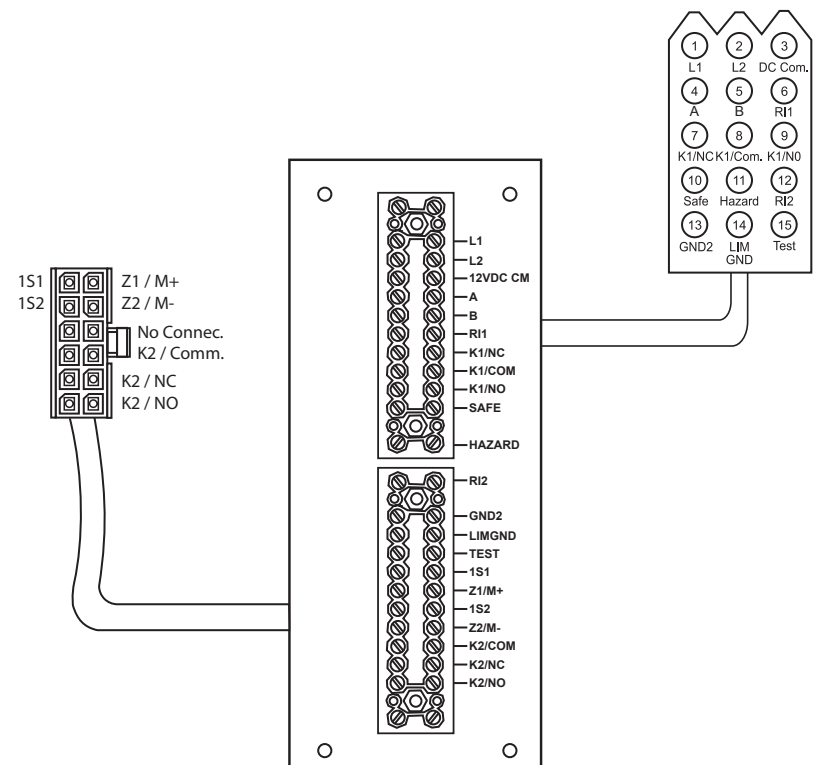 1 2 3
L1 L2 DC Com.
4 5 6
A B RI1
7 8 9
K1/NC K1/Com. K1/N0
10 11 12
Safe Hazard RI2
13 14 15
GND2 LIM GND Test
1S1 Z1 / M+
1S2 Z2 / M-
No Connec.
K2 / Comm.
K2 / NC
K2 / NO
L1
L2
12VDC CM
A
B
RI1
K1/NC
K1/COM
K1/NO
SAFE
HAZARD
RI2
GND2
LIMGND
TEST
1S1
Z1/M+
1S2
Z2/M-
K2/COM
K2/NC
K2/NO